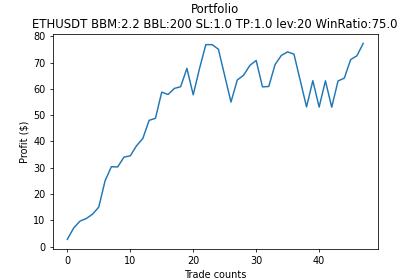 Portfolio
ETHUSDT BBM:2.2 BBL:200 SL:1.0 TP:1.0 lev:20 WinRatio:75.0
80
70
60
50
40
30
20
10
0
Profit ($)
0 10 20 30 40
Trade counts